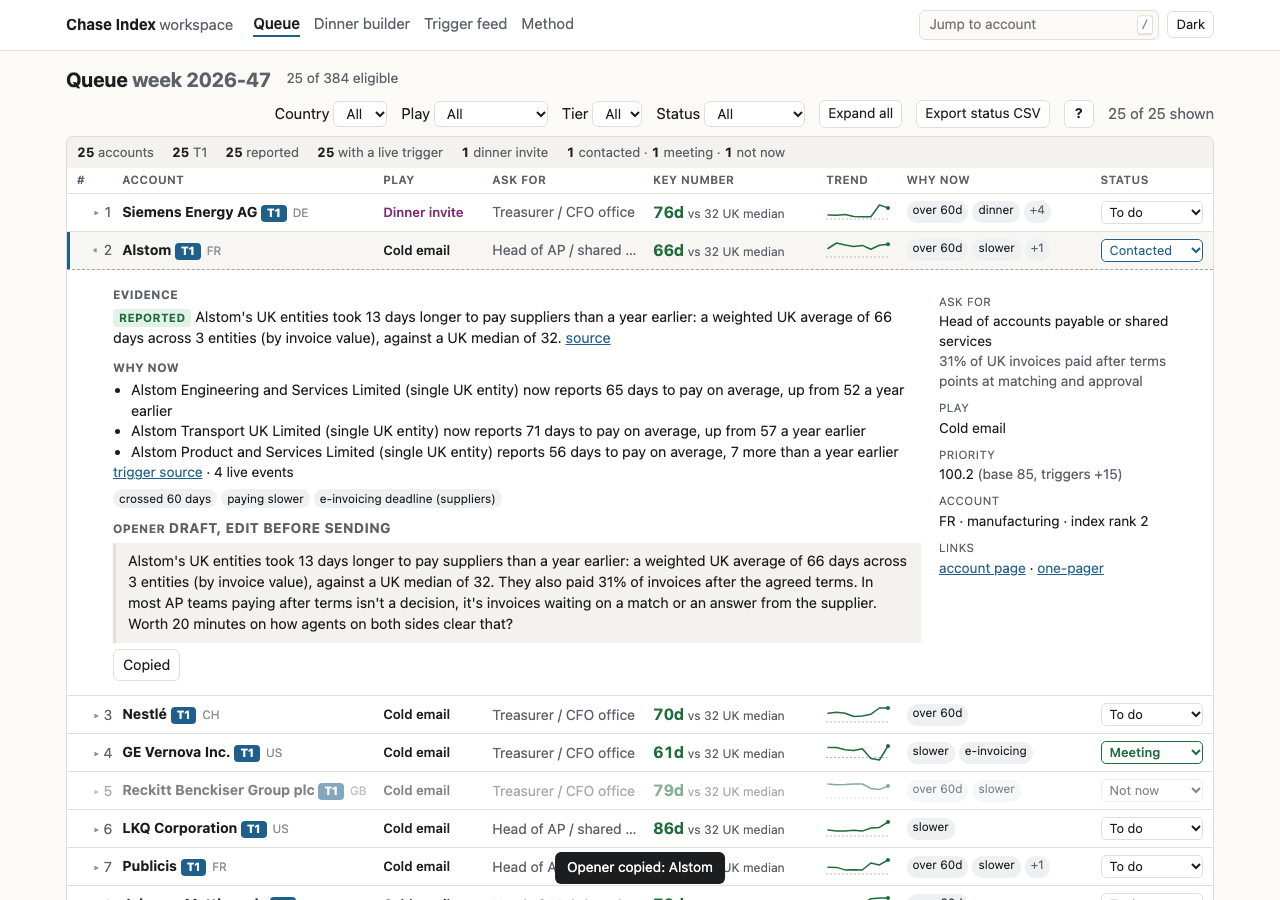 Chase Index workspace Queue Dinner builder Trigger feed Method Jump to account / Dark
Queue week 2026-47 25 of 384 eligible
Country All Play All Tier All Status All Expand all Export status CSV ? 25 of 25 shown
25 accounts 25 T1 25 reported 25 with a live trigger 1 dinner invite 1 contacted · 1 meeting · 1 not now
# ACCOUNT PLAY ASK FOR KEY NUMBER TREND WHY NOW STATUS
1 Siemens Energy AG T1 DE Dinner invite Treasurer / CFO office 76d vs 32 UK median over 60d dinner +4 To do
2 Alstom T1 FR Cold email Head of AP / shared ... 66d vs 32 UK median over 60d slower +1 Contacted
EVIDENCE
REPORTED Alstom's UK entities took 13 days longer to pay suppliers than a year earlier: a weighted UK average of 66
days across 3 entities (by invoice value), against a UK median of 32. source
WHY NOW
• Alstom Engineering and Services Limited (single UK entity) now reports 65 days to pay on average, up from 52 a year
earlier
• Alstom Transport UK Limited (single UK entity) now reports 71 days to pay on average, up from 57 a year earlier
• Alstom Product and Services Limited (single UK entity) reports 56 days to pay on average, 7 more than a year earlier
trigger source · 4 live events
crossed 60 days paying slower e-invoicing deadline (suppliers)
OPENER DRAFT, EDIT BEFORE SENDING
Alstom's UK entities took 13 days longer to pay suppliers than a year earlier: a weighted UK average of 66 days across
3 entities (by invoice value), against a UK median of 32. They also paid 31% of invoices after the agreed terms. In
most AP teams paying after terms isn't a decision, it's invoices waiting on a match or an answer from the supplier.
Worth 20 minutes on how agents on both sides clear that?
Copied
ASK FOR
Head of accounts payable or shared
services
31% of UK invoices paid after terms
points at matching and approval
PLAY
Cold email
PRIORITY
100.2 (base 85, triggers +15)
ACCOUNT
FR · manufacturing · index rank 2
LINKS
account page · one-pager
3 Nestlé T1 CH Cold email Treasurer / CFO office 70d vs 32 UK median over 60d To do
4 GE Vernova Inc. T1 US Cold email Treasurer / CFO office 61d vs 32 UK median slower e-invoicing Meeting
5 Reckitt Benckiser Group plc T1 GB Cold email Treasurer / CFO office 79d vs 32 UK median over 60d slower Not now
6 LKQ Corporation T1 US Cold email Head of AP / shared ... 86d vs 32 UK median slower To do
7 Publicis T1 FR Cold email Head of A UK median over 60d slower +1 To do
Opener copied: Alstom